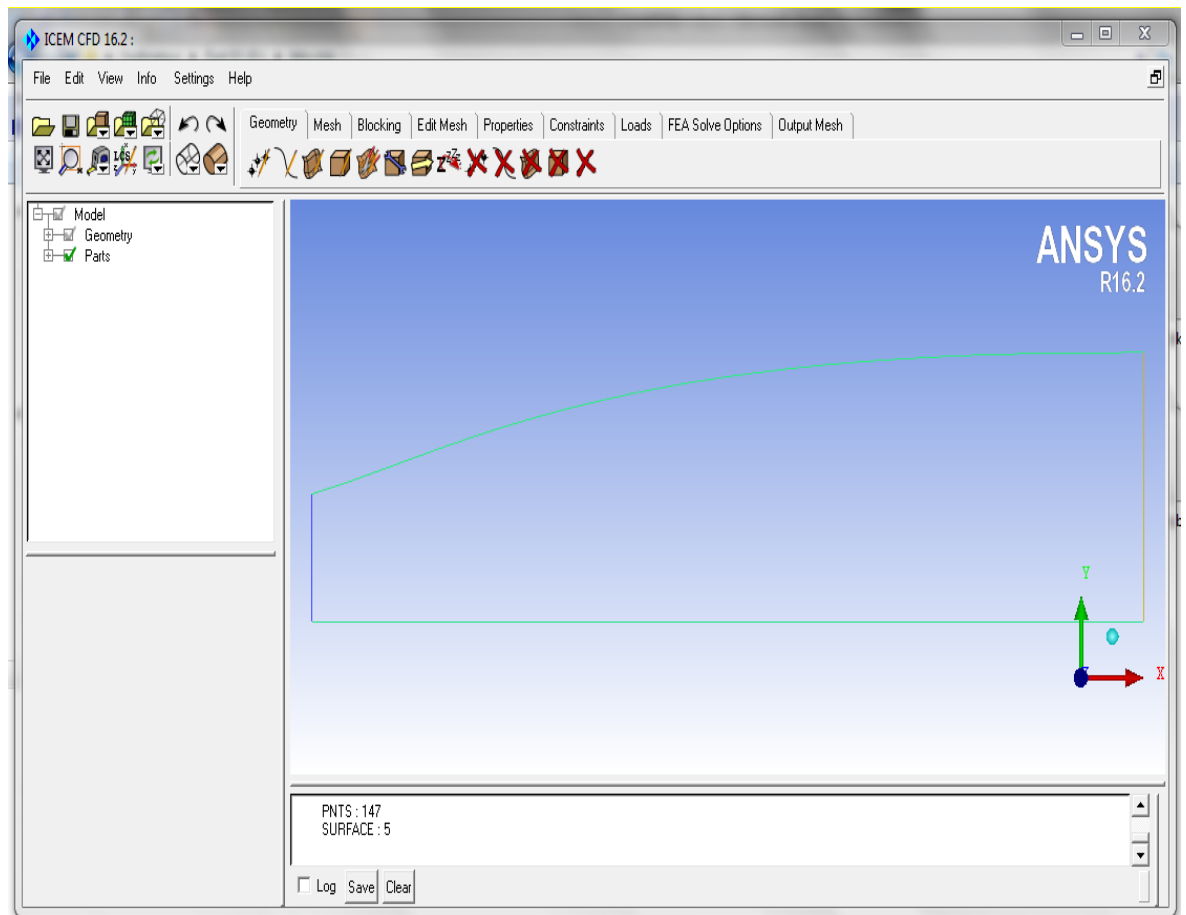 ICEM CFD 16.2 :
File Edit View Info Settings Help
Geometry Mesh Blocking Edit Mesh Properties Constraints Loads FEA Solve Options Output Mesh
Model
Geometry
Parts
ANSYS
R16.2
Y
X
PNTS : 147
SURFACE : 5
Log Save Clear